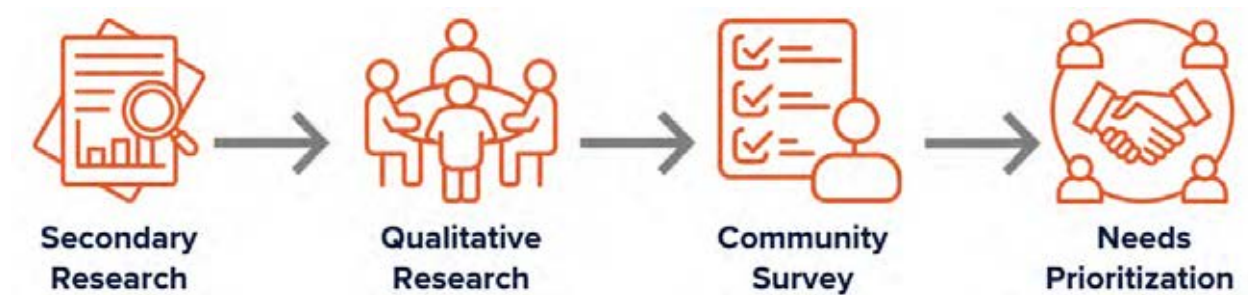 Secondary
Research
Qualitative
Research
Community
Survey
Needs
Prioritization